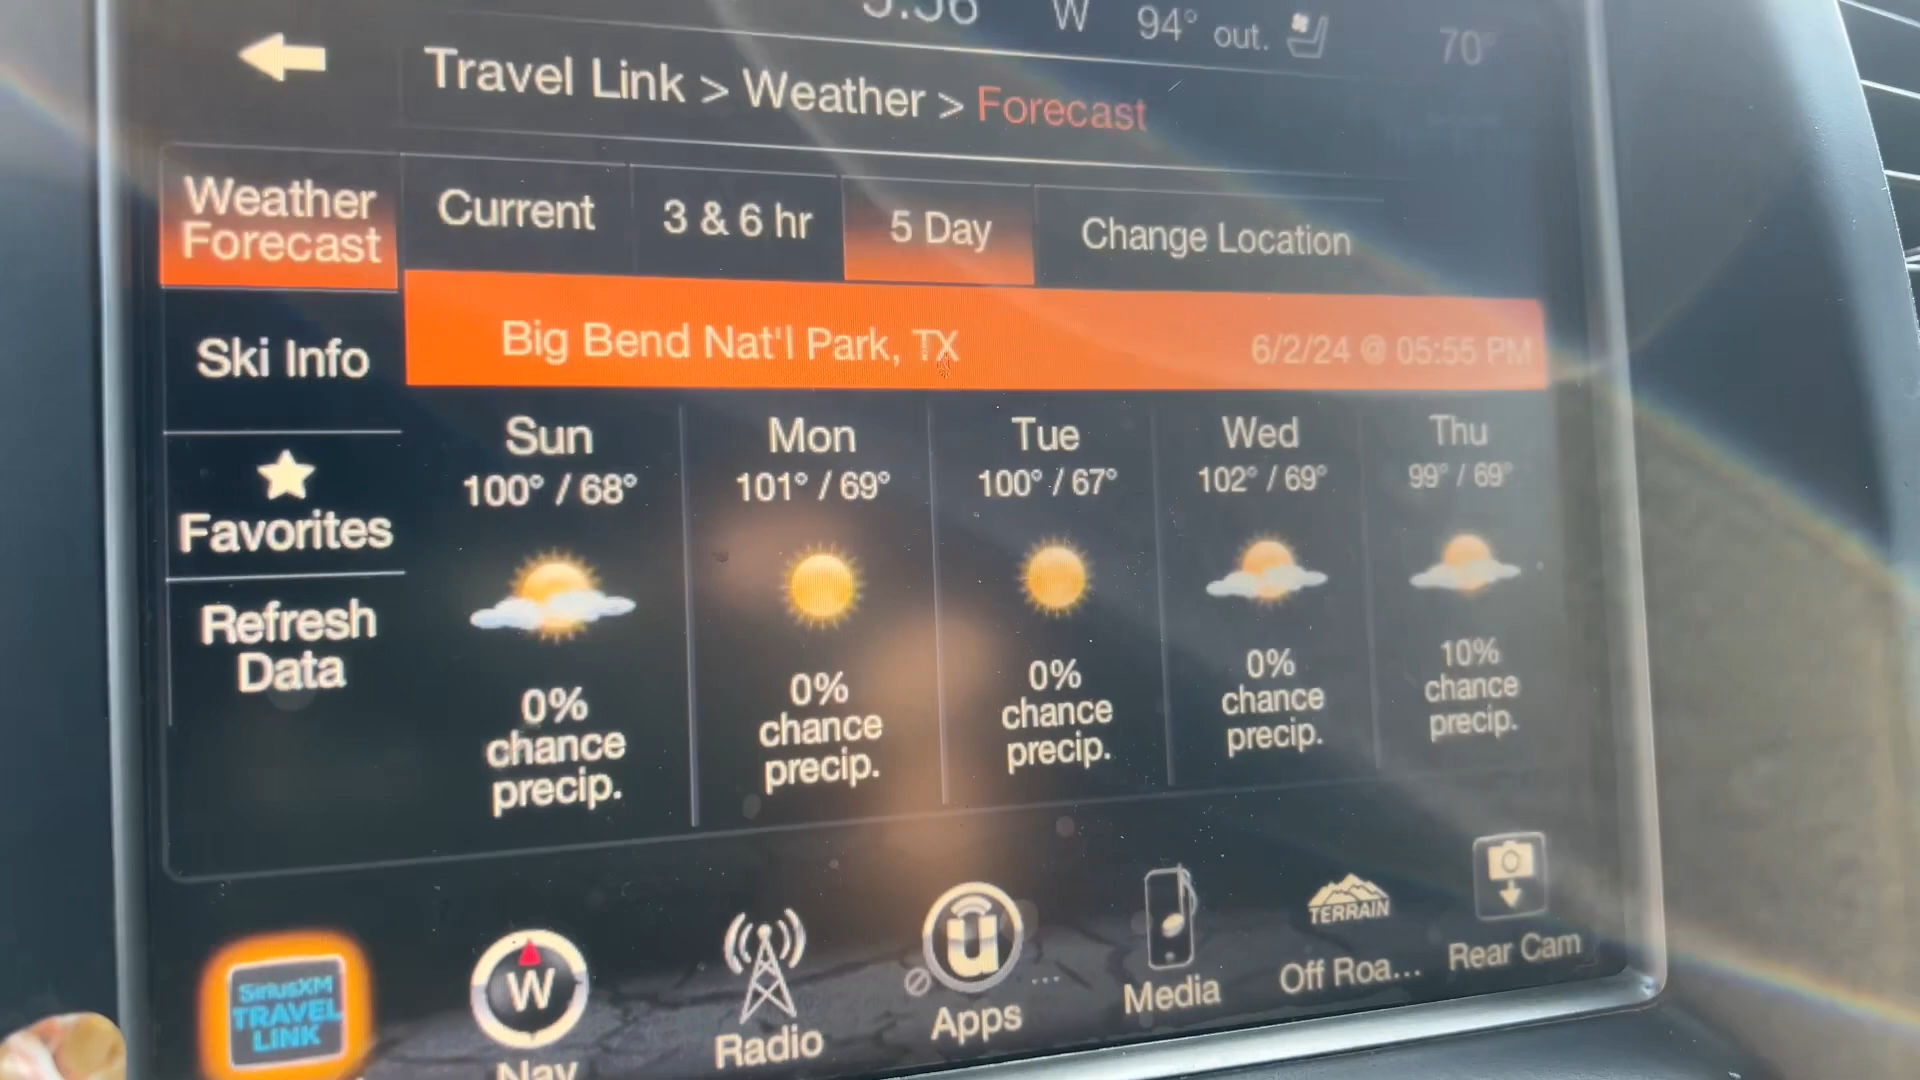 W 94° out. 70°
Travel Link > Weather > Forecast
Weather Forecast
Current
3 & 6 hr
5 Day
Change Location
Big Bend Nat'l Park, TX
6/2/24 @ 05:55 PM
Ski Info
Favorites
Refresh Data
Sun
100° / 68°
0%
chance
precip.
Mon
101° / 69°
0%
chance
precip.
Tue
100° / 67°
0%
chance
precip.
Wed
102° / 69°
0%
chance
precip.
Thu
99° / 69°
10%
chance
precip.
SiriusXM
TRAVEL
LINK
W
Nav
Radio
u
Apps
Media
TERRAIN
Off Roa...
Rear Cam